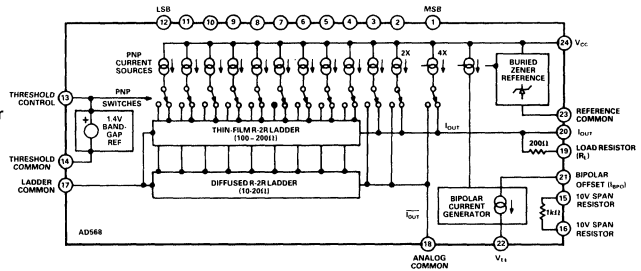 LSB
MSB
12 11 10 9 8 7 6 5 4 3 2 1
PNP
CURRENT
SOURCES
2X
4X
24 VCC
BURIED
ZENER
REFERENCE
THRESHOLD
CONTROL
13
PNP
SWITCHES
23
REFERENCE
COMMON
+
1.4V
BAND-
GAP
REF
THIN-FILM R-2R LADDER
(100 - 200Ω)
IOUT
20 IOUT
200Ω
19 LOAD RESISTOR
(RL)
THRESHOLD
COMMON
14
LADDER
COMMON
17
DIFFUSED R-2R LADDER
(10-20Ω)
21 BIPOLAR
OFFSET (IBPO)
BIPOLAR
CURRENT
GENERATOR
15 10V SPAN
RESISTOR
1kΩ
16 10V SPAN
RESISTOR
IOUT
AD568
18
ANALOG
COMMON
22
VEE